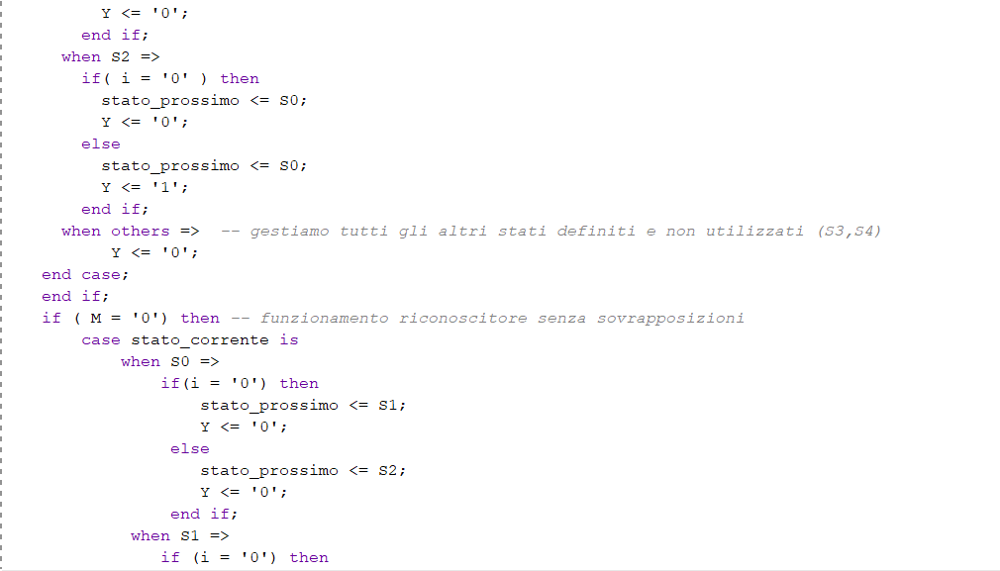 Y <= '0';
end if;
when S2 =>
if( i = '0' ) then
stato_prossimo <= S0;
Y <= '0';
else
stato_prossimo <= S0;
Y <= '1';
end if;
when others =>  -- gestiamo tutti gli altri stati definiti e non utilizzati (S3,S4)
Y <= '0';
end case;
end if;
if ( M = '0') then -- funzionamento riconoscitore senza sovrapposizioni
case stato_corrente is
when S0 =>
if(i = '0') then
stato_prossimo <= S1;
Y <= '0';
else
stato_prossimo <= S2;
Y <= '0';
end if;
when S1 =>
if (i = '0') then